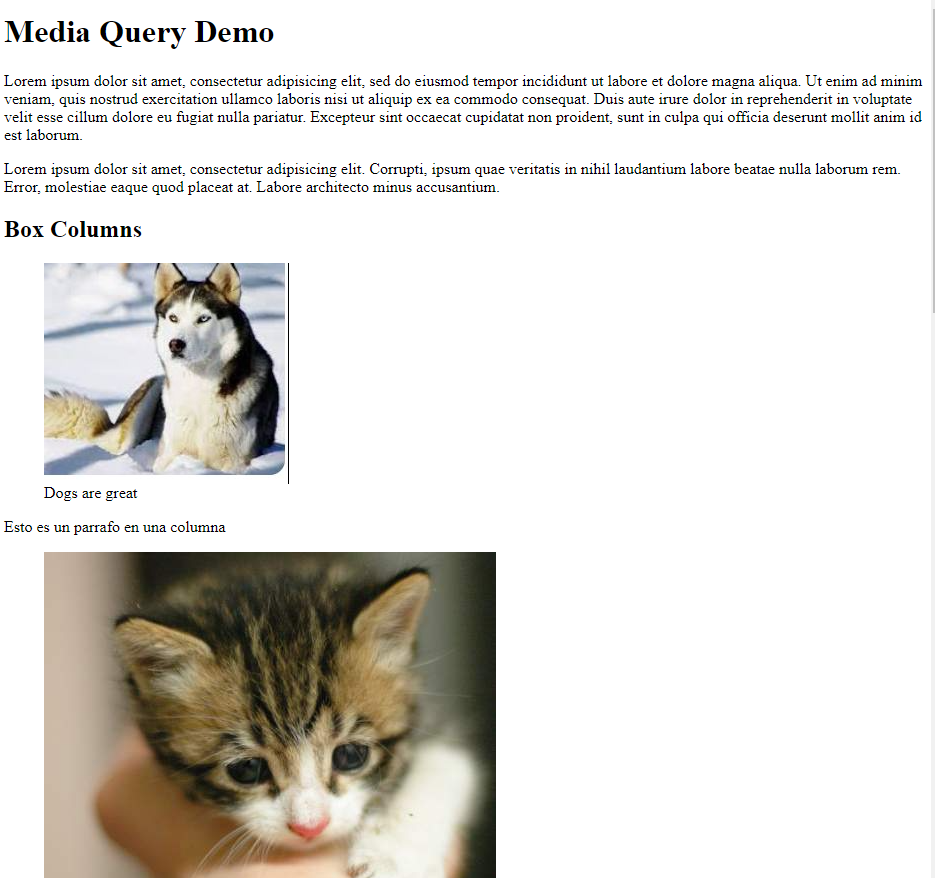 Media Query Demo
Lorem ipsum dolor sit amet, consectetur adipisicing elit, sed do eiusmod tempor incididunt ut labore et dolore magna aliqua. Ut enim ad minim
veniam, quis nostrud exercitation ullamco laboris nisi ut aliquip ex ea commodo consequat. Duis aute irure dolor in reprehenderit in voluptate
velit esse cillum dolore eu fugiat nulla pariatur. Excepteur sint occaecat cupidatat non proident, sunt in culpa qui officia deserunt mollit anim id
est laborum.
Lorem ipsum dolor sit amet, consectetur adipisicing elit. Corrupti, ipsum quae veritatis in nihil laudantium labore beatae nulla laborum rem.
Error, molestiae eaque quod placeat at. Labore architecto minus accusantium.
Box Columns
Dogs are great
Esto es un parrafo en una columna